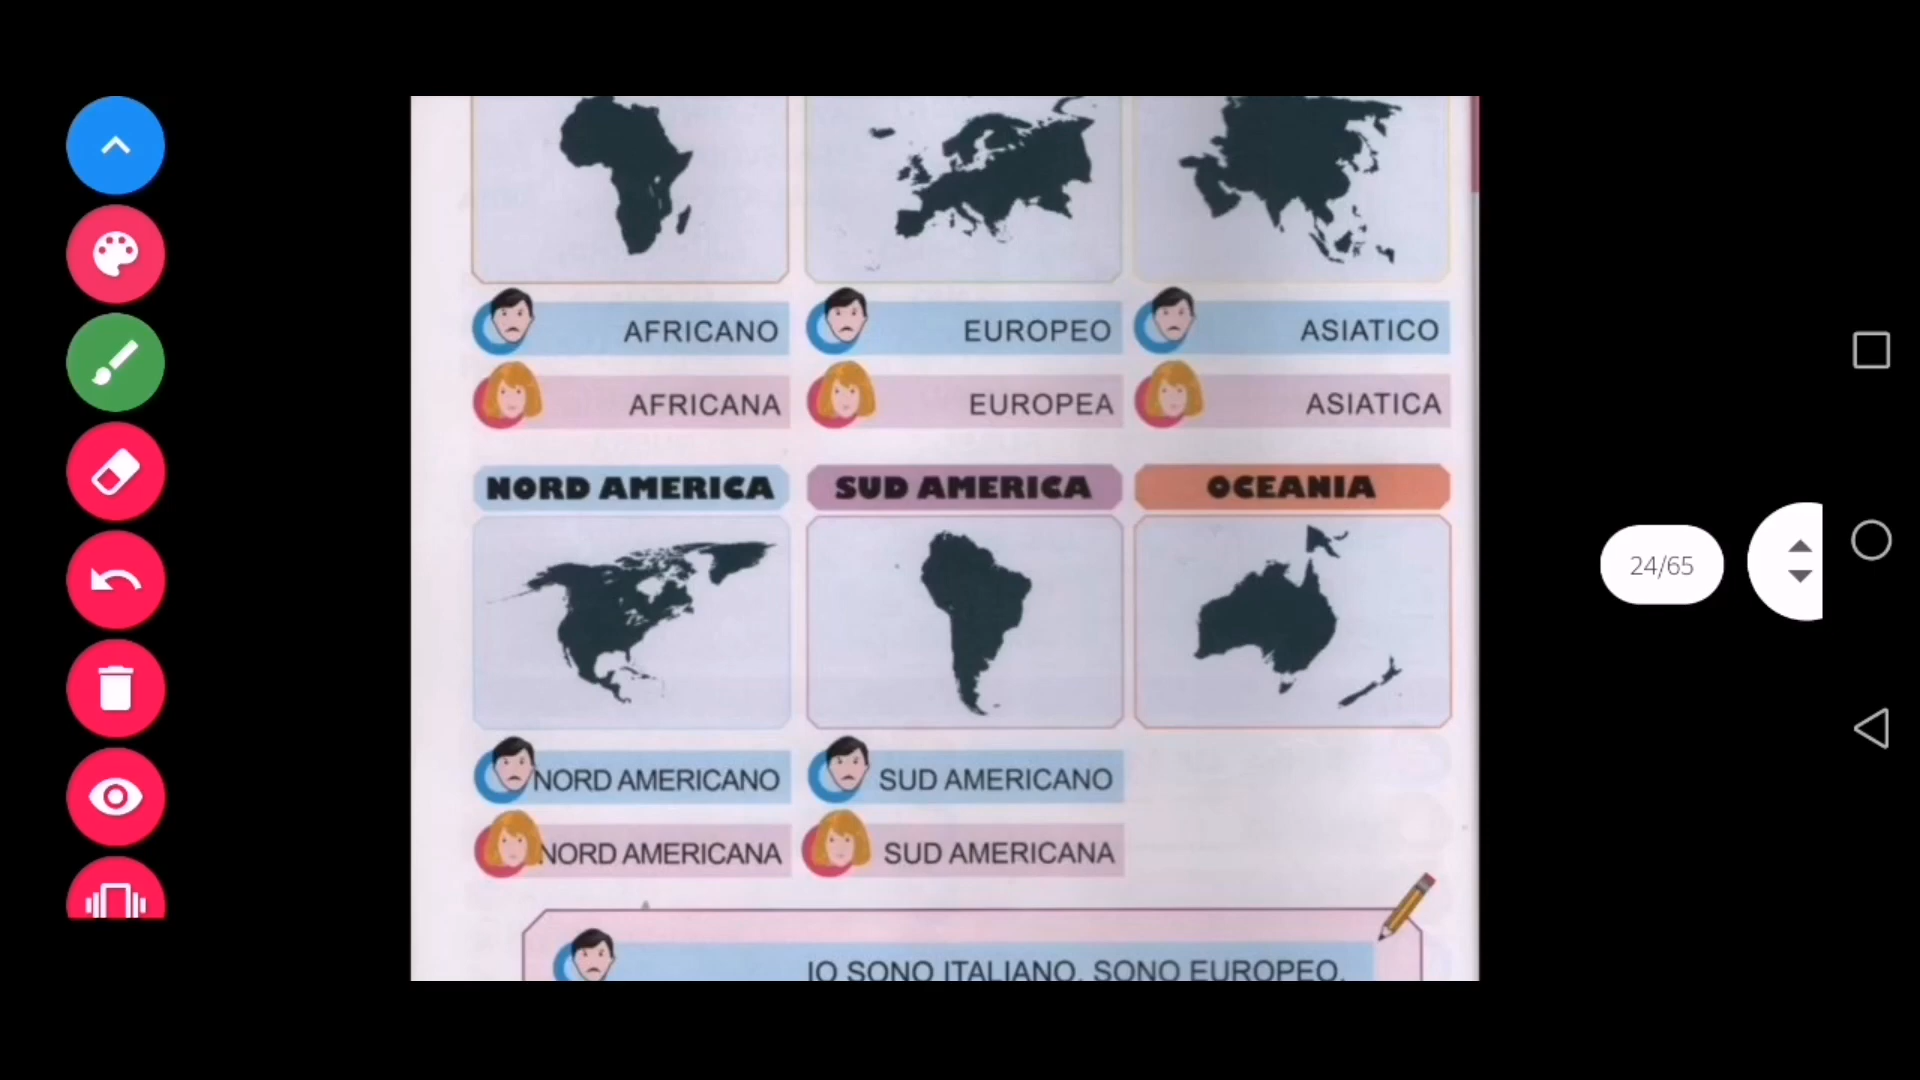 AFRICANO EUROPEO ASIATICO
AFRICANA EUROPEA ASIATICA
NORD AMERICA SUD AMERICA OCEANIA
24/65
NORD AMERICANO SUD AMERICANO
NORD AMERICANA SUD AMERICANA
IO SONO ITALIANO. SONO EUROPEO.